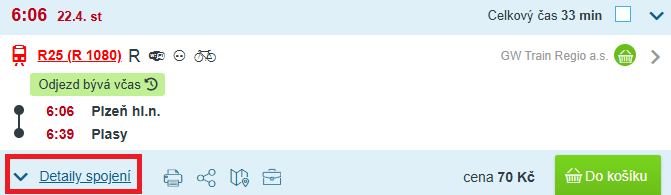 6:06 22.4. st Celkový čas 33 min
R25 (R 1080) R GW Train Regio a.s.
Odjezd bývá včas
6:06 Plzeň hl.n.
6:39 Plasy
Detaily spojení cena 70 Kč Do košíku